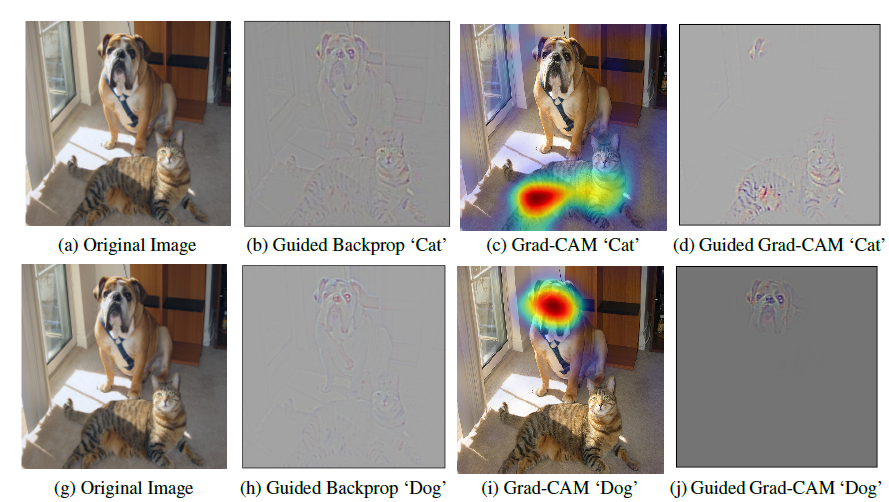 (a) Original Image
(b) Guided Backprop ‘Cat’
(c) Grad-CAM ‘Cat’
(d) Guided Grad-CAM ‘Cat’
(g) Original Image
(h) Guided Backprop ‘Dog’
(i) Grad-CAM ‘Dog’
(j) Guided Grad-CAM ‘Dog’